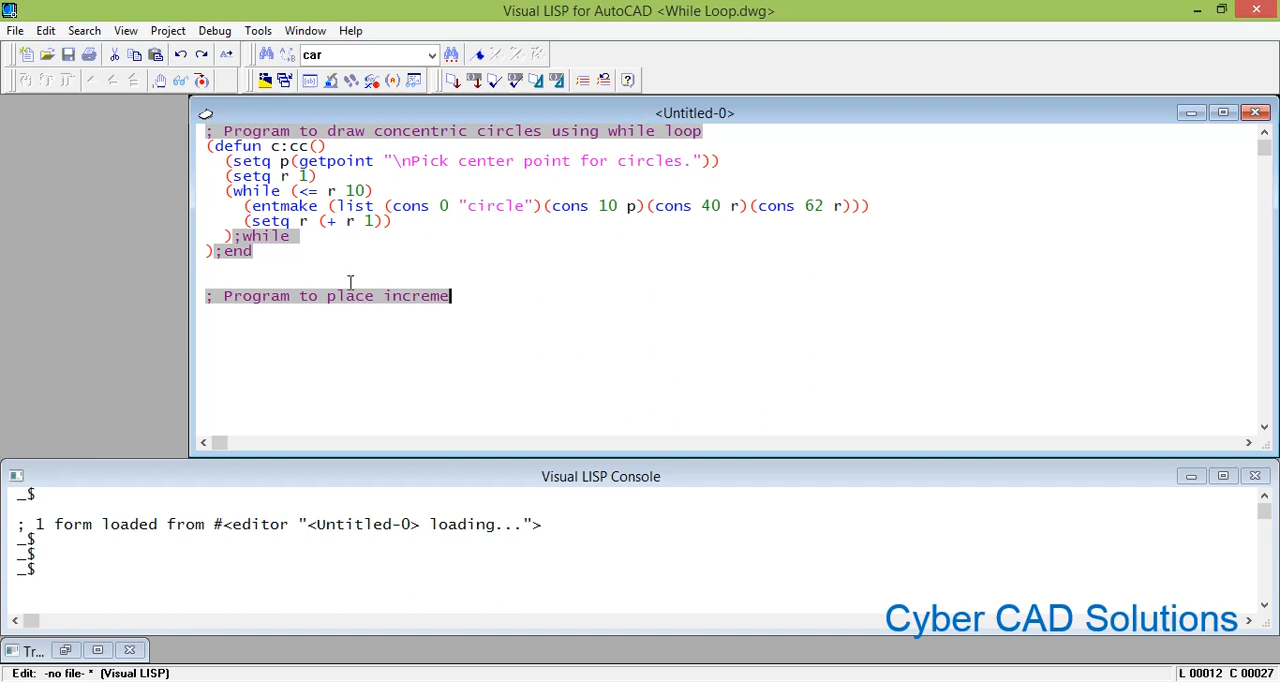 Visual LISP for AutoCAD <While Loop.dwg>
File Edit Search View Project Debug Tools Window Help
car
<Untitled-0>
; Program to draw concentric circles using while loop
(defun c:cc()
(setq p(getpoint "\nPick center point for circles."))
(setq r 1)
(while (<= r 10)
(entmake (list (cons 0 "circle")(cons 10 p)(cons 40 r)(cons 62 r)))
(setq r (+ r 1))
);while
);end
; Program to place increme
Visual LISP Console
_$
; 1 form loaded from #<editor "<Untitled-0> loading...">
_$
_$
_$
Cyber CAD Solutions
Tr...
Edit: -no file- * (Visual LISP)
L 00012 C 00027